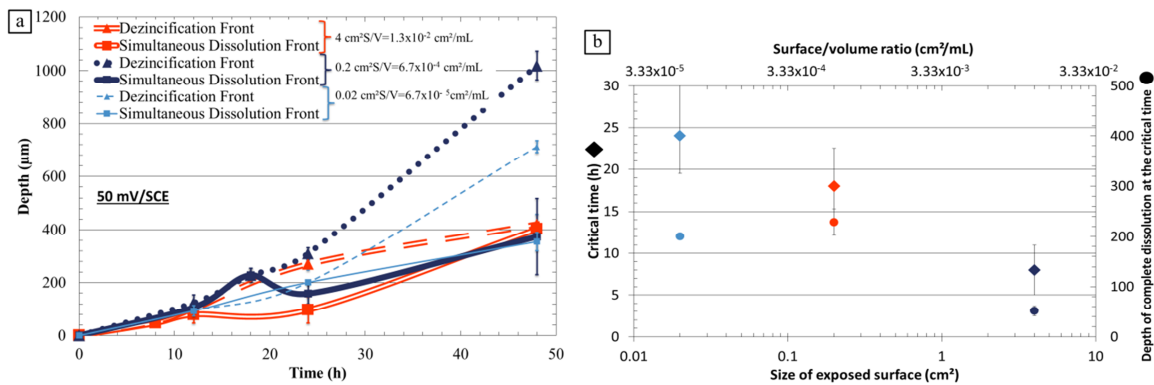 a
1200
1000
800
600
400
200
0
Depth (µm)
Dezincification Front
Simultaneous Dissolution Front
4 cm²S/V=1.3x10-² cm²/mL
Dezincification Front
Simultaneous Dissolution Front
0.2 cm²S/V=6.7x10-⁴ cm²/mL
Dezincification Front
Simultaneous Dissolution Front
0.02 cm²S/V=6.7x10- ⁵cm²/mL
50 mV/SCE
0 10 20 30 40 50
Time (h)
b
Surface/volume ratio (cm²/mL)
3.33x10-⁵ 3.33x10-⁴ 3.33x10-³ 3.33x10-²
30
25
20
15
10
5
0
Critical time (h)
500
400
300
200
100
0
Depth of complete dissolution at the critical time
0.01 0.1 1 10
Size of exposed surface (cm²)